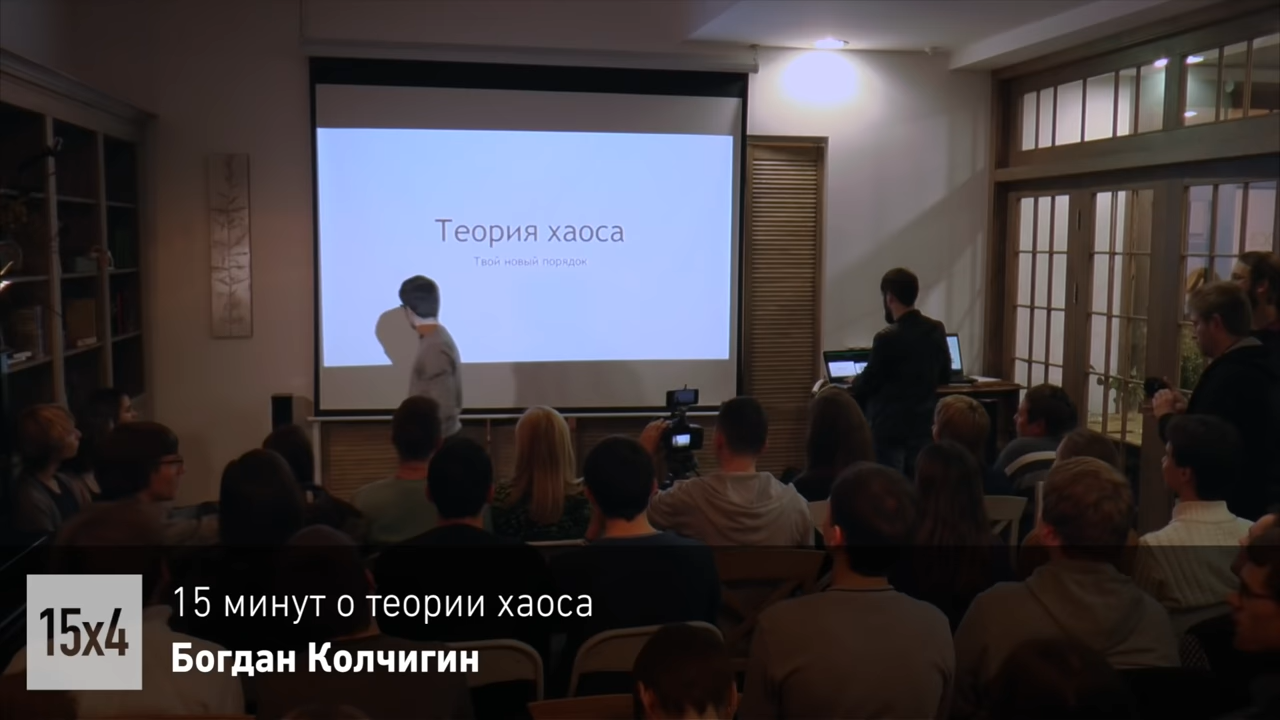 Теория хаоса
Твой новый порядок
15x4
15 минут о теории хаоса
Богдан Колчигин